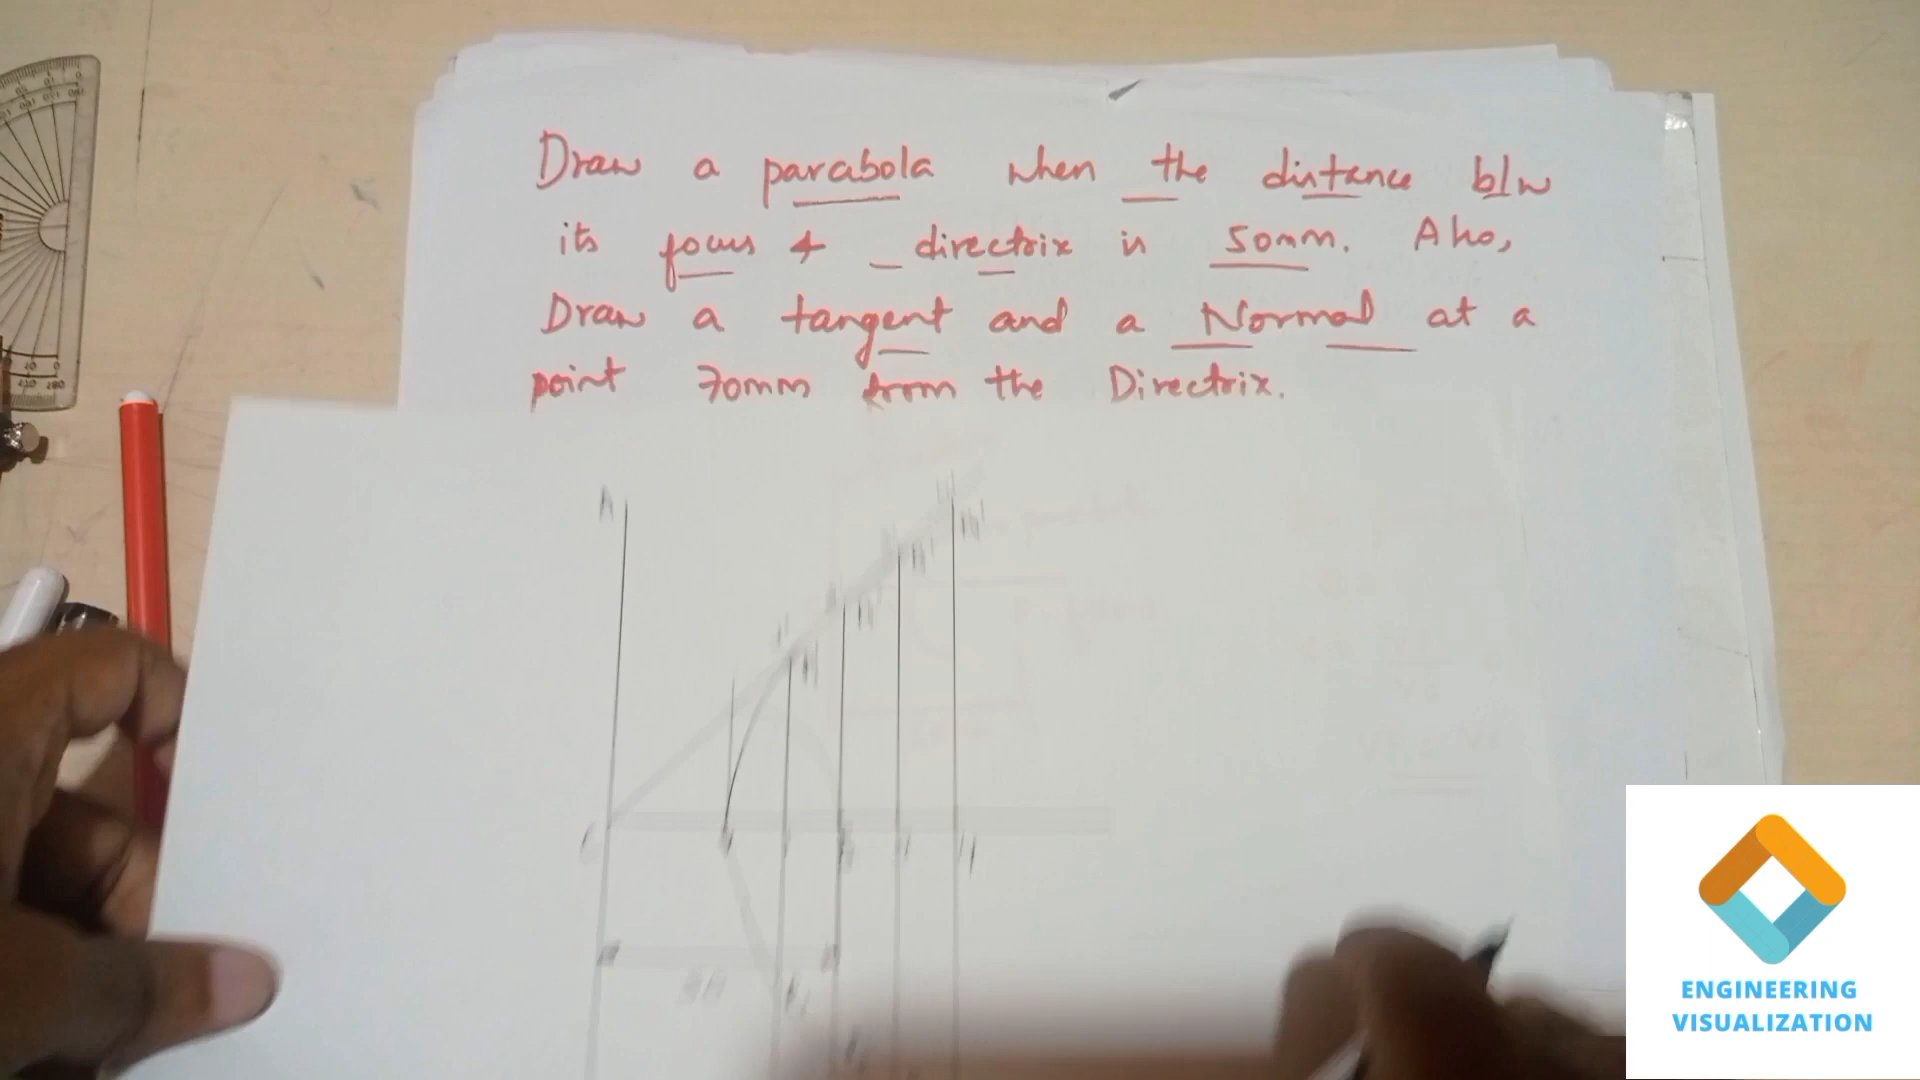 Draw a parabola when the distance b/w
its focus & directrix is 50mm. Also,
Draw a tangent and a Normal at a
point 70mm from the Directrix.
ENGINEERING
VISUALIZATION